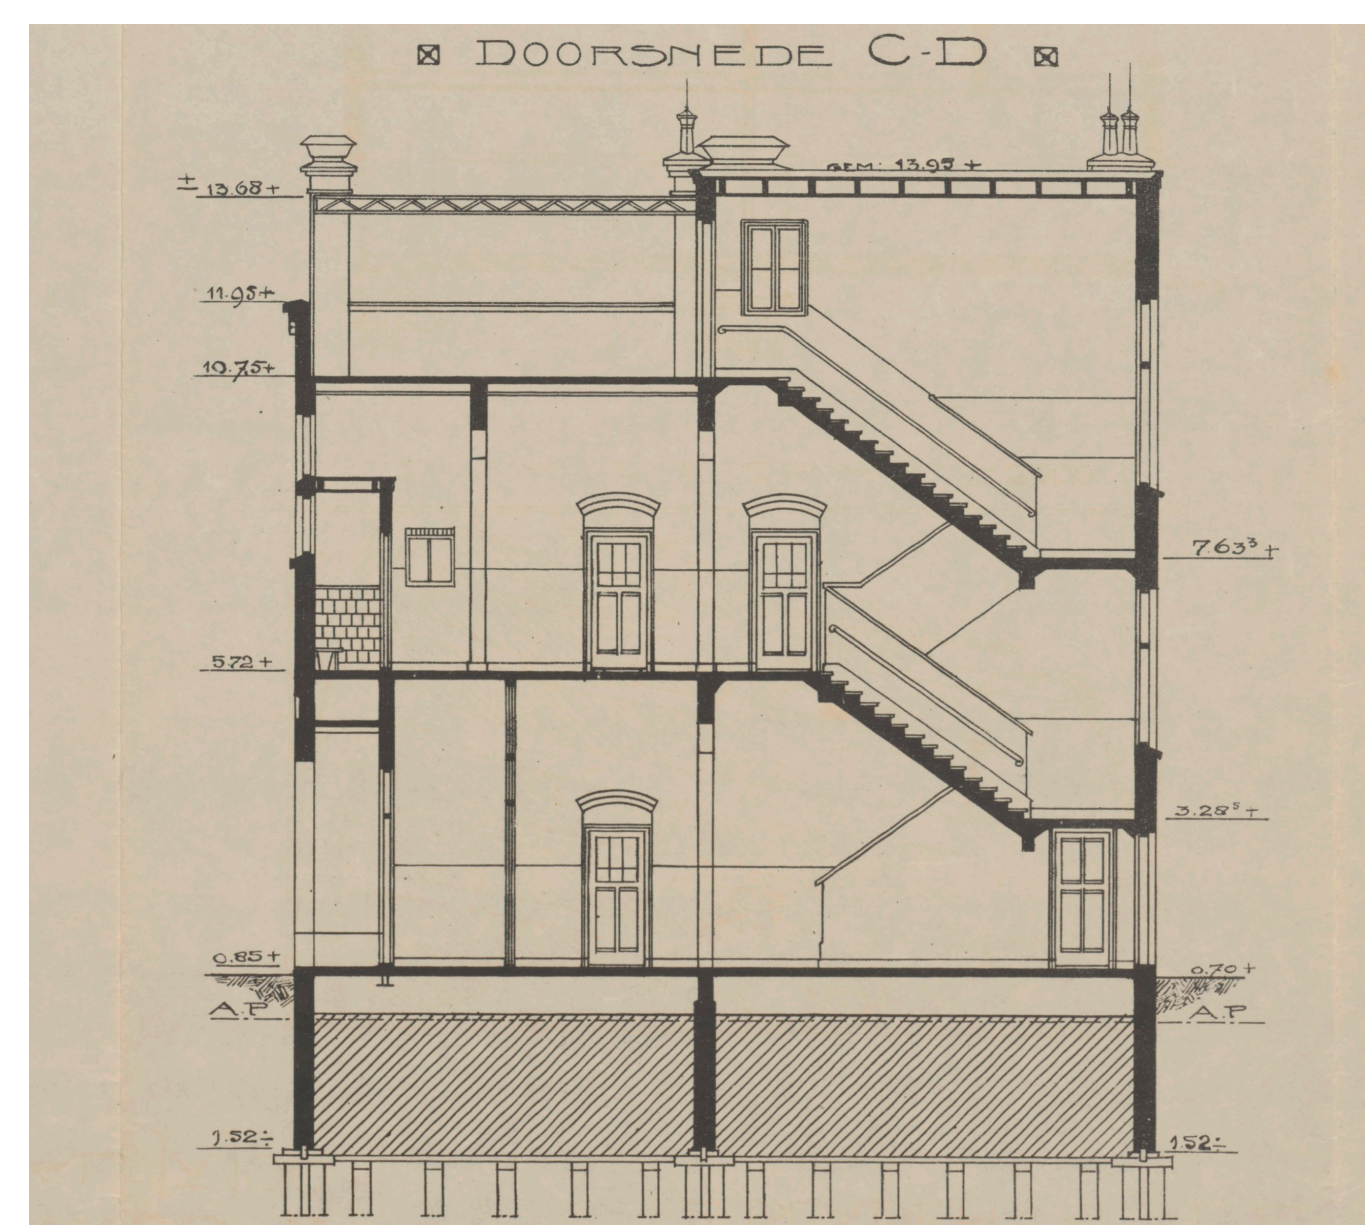 DOORSNEDE C-D
GEM: 13.95 +
± 13.68 +
11.95 +
10.75 +
7.63³ +
5.72 +
3.28⁵ +
0.85 +
0.70 +
A.P
A.P
1.52 ÷
1.52 ÷